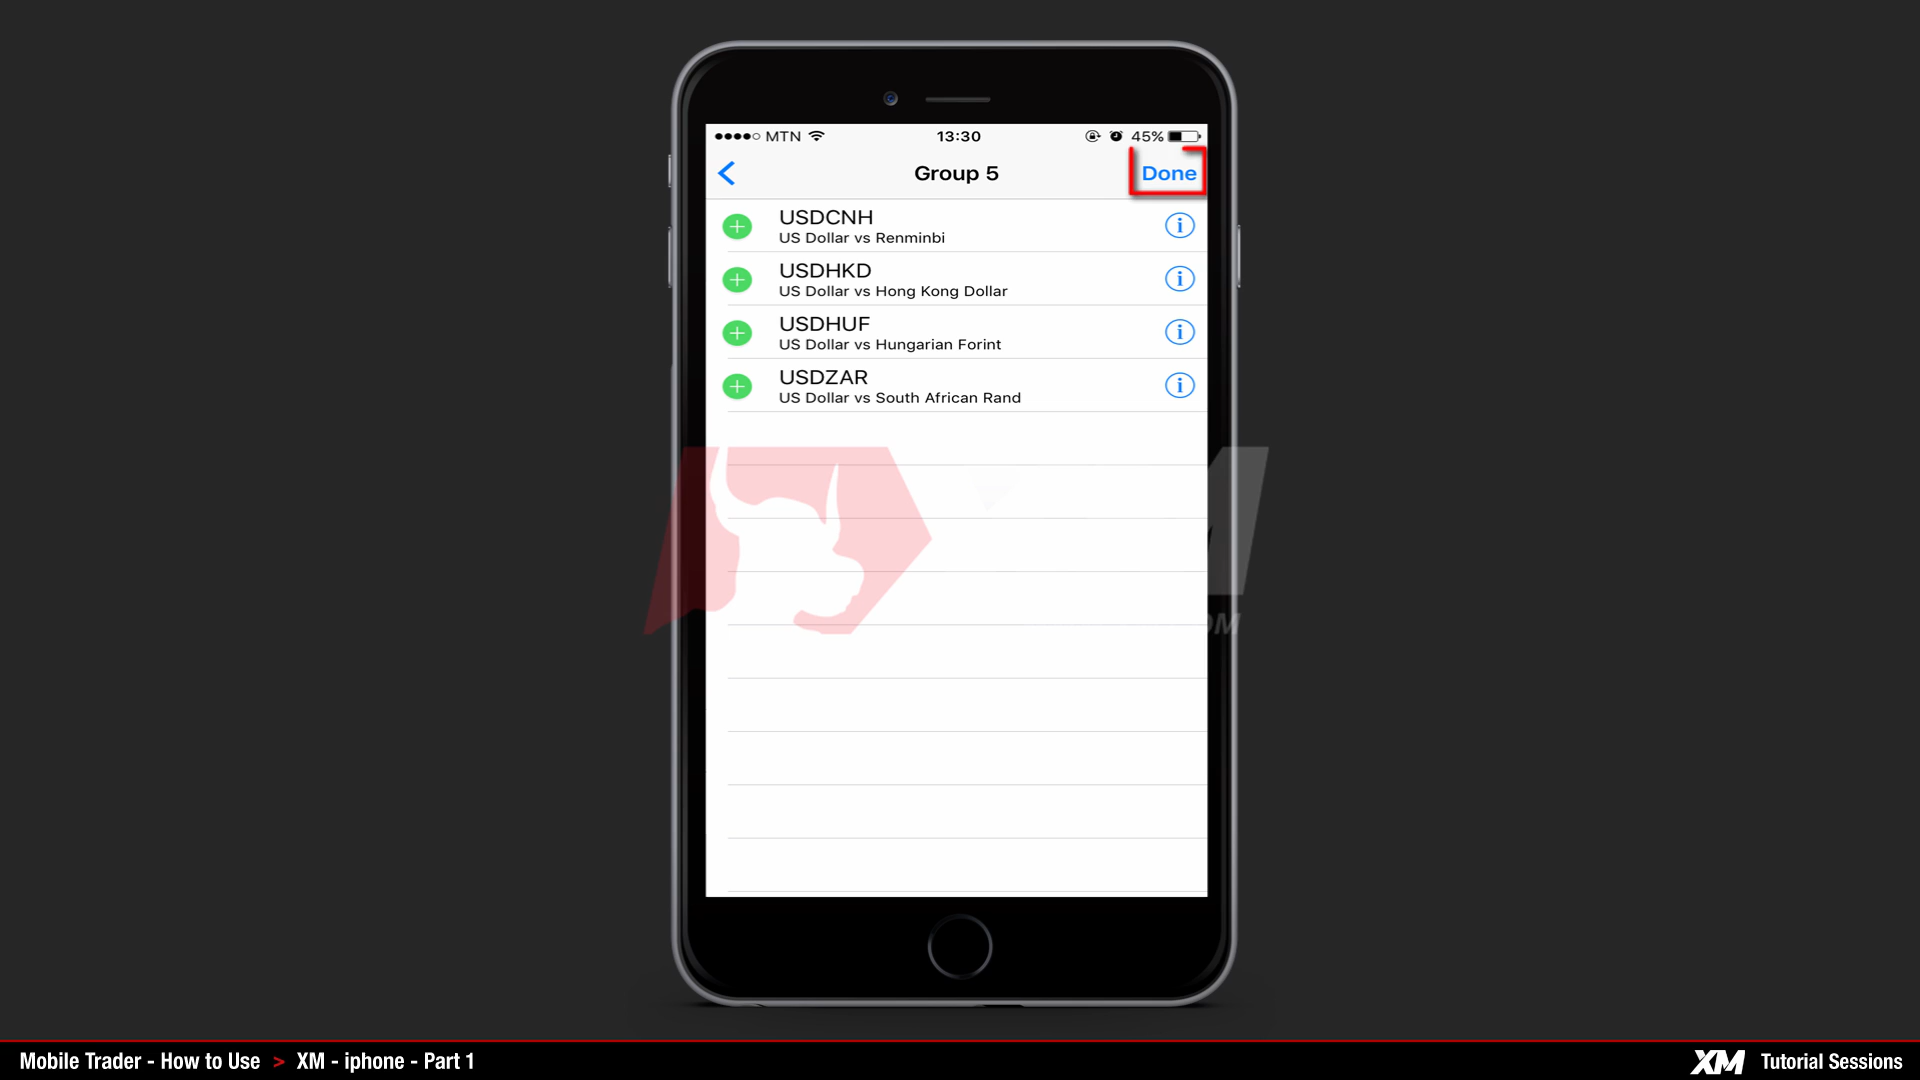 MTN 13:30 45%
Group 5 Done
USDCNH
US Dollar vs Renminbi
USDHKD
US Dollar vs Hong Kong Dollar
USDHUF
US Dollar vs Hungarian Forint
USDZAR
US Dollar vs South African Rand
Mobile Trader - How to Use > XM - iphone - Part 1
XM Tutorial Sessions